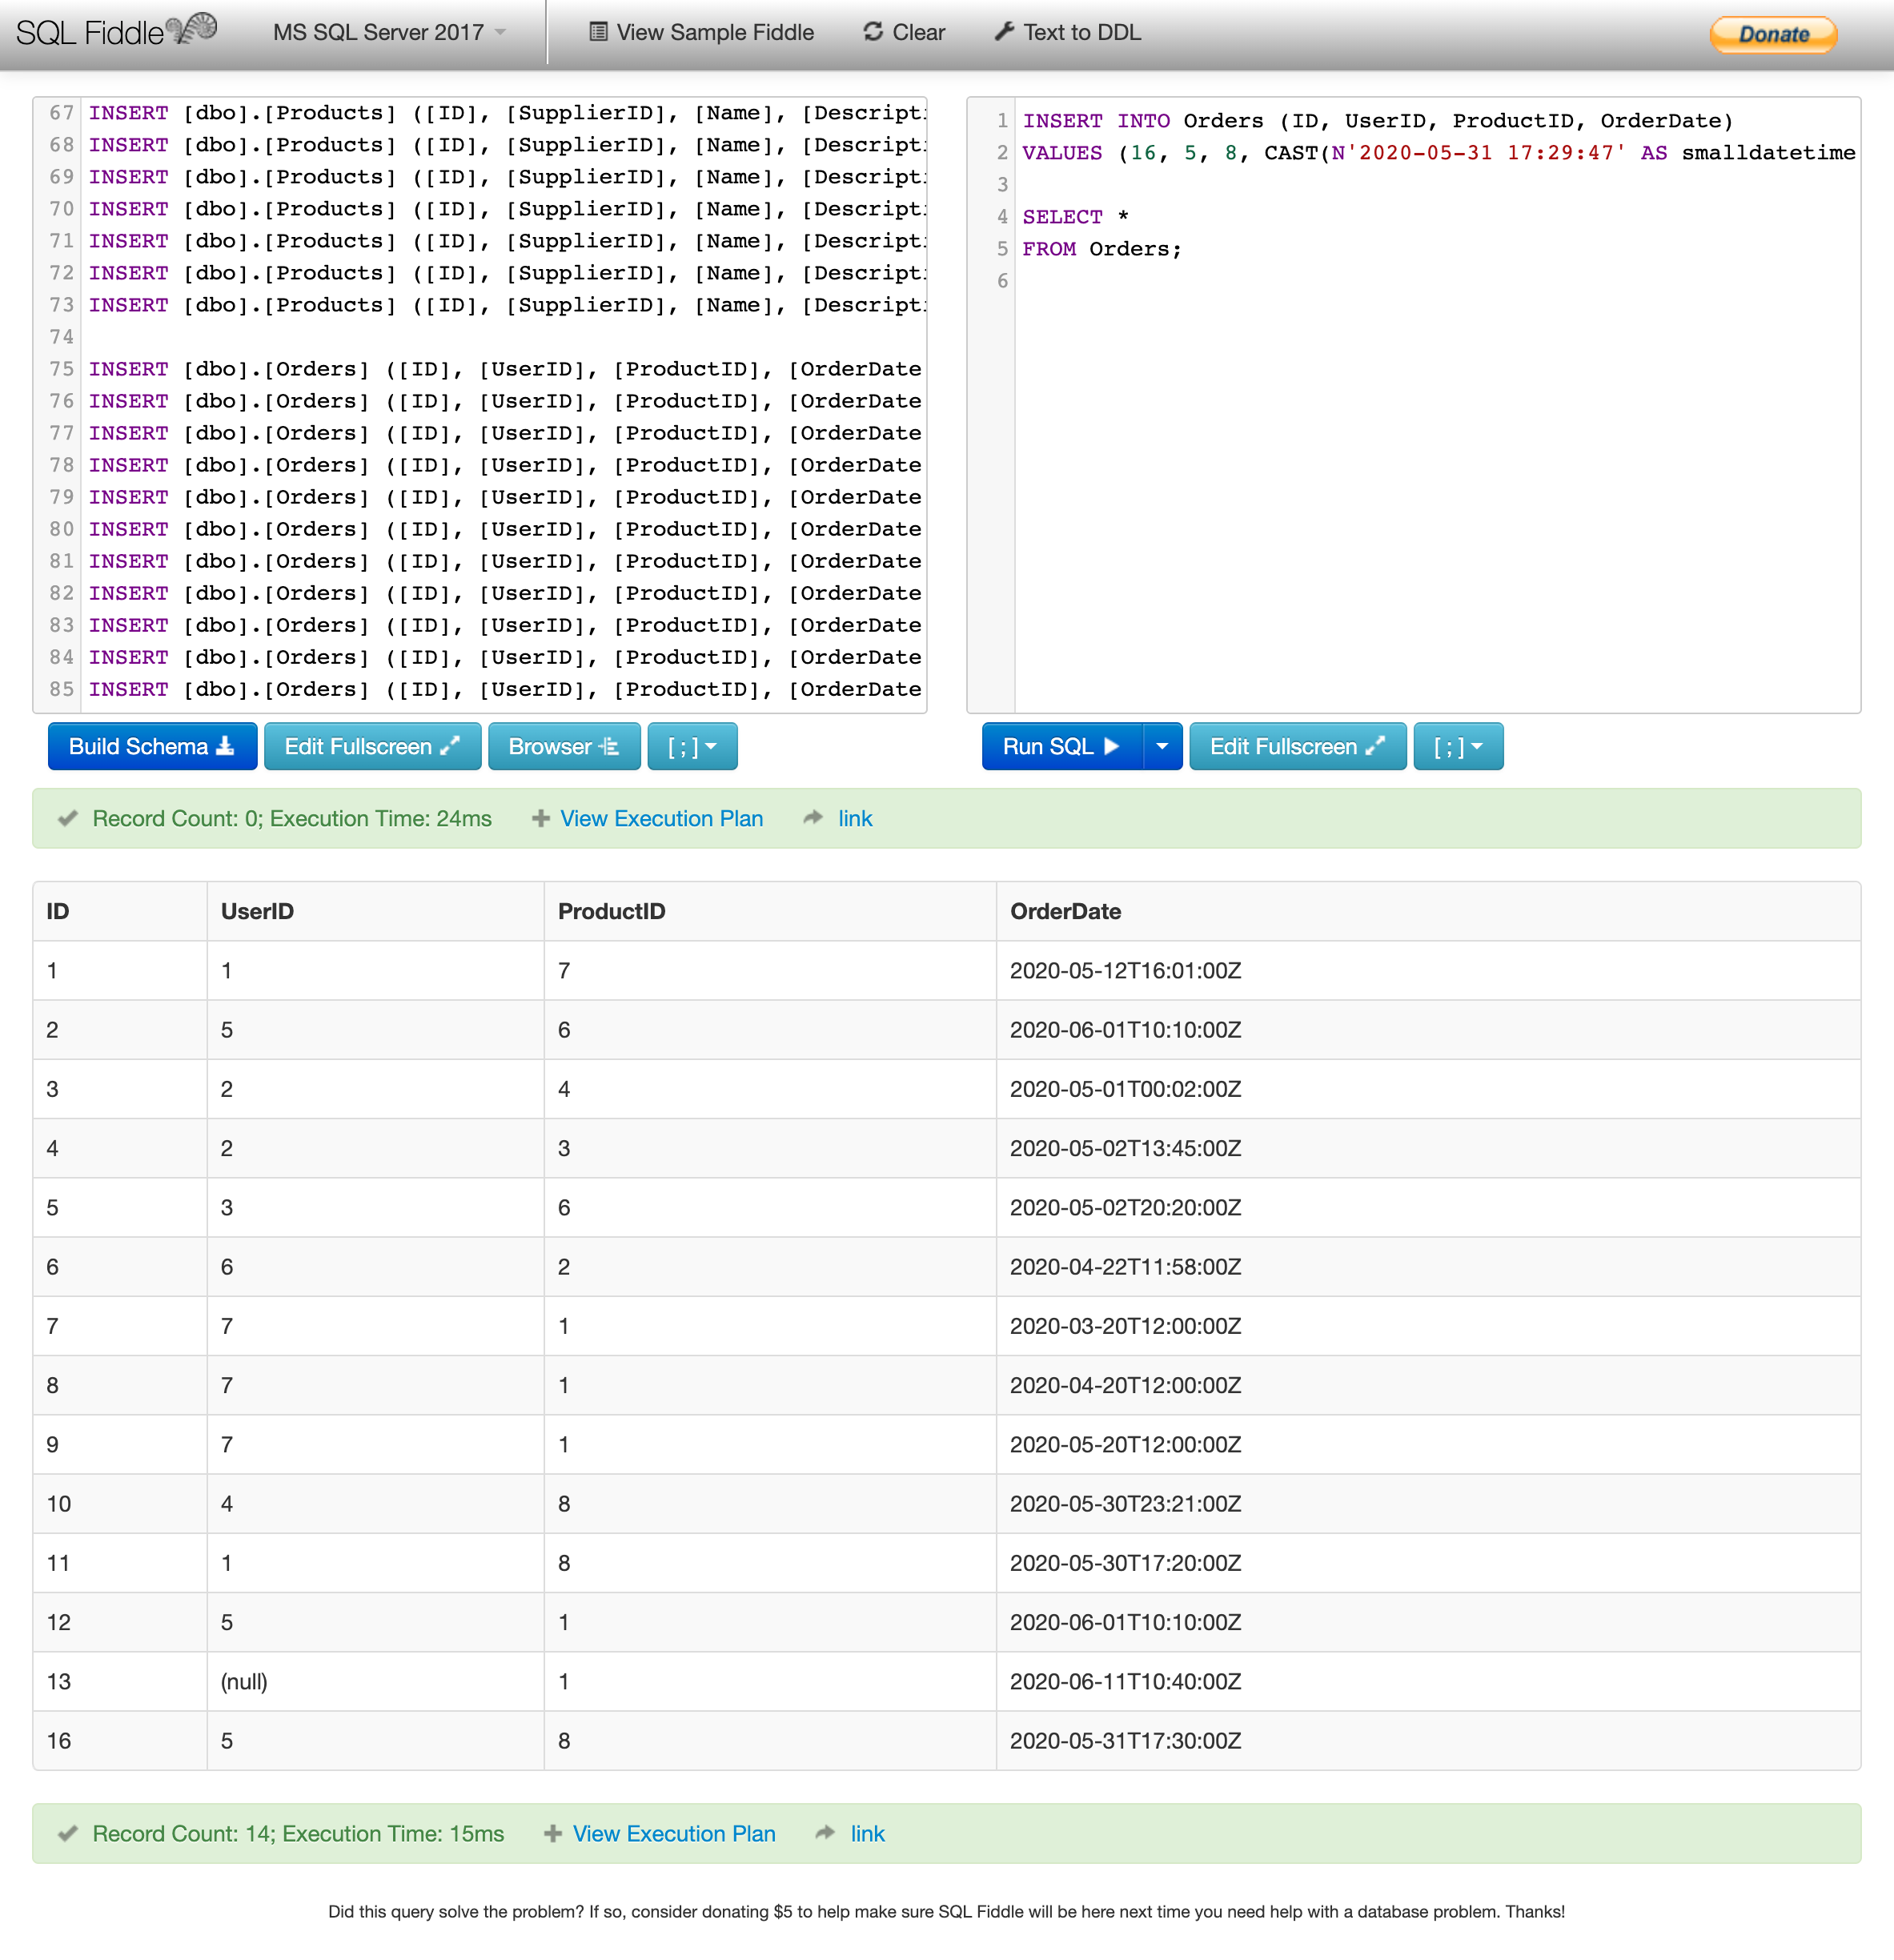 SQL Fiddle MS SQL Server 2017 View Sample Fiddle Clear Text to DDL Donate
67 INSERT [dbo].[Products] ([ID], [SupplierID], [Name], [Descripti
68 INSERT [dbo].[Products] ([ID], [SupplierID], [Name], [Descripti
69 INSERT [dbo].[Products] ([ID], [SupplierID], [Name], [Descripti
70 INSERT [dbo].[Products] ([ID], [SupplierID], [Name], [Descripti
71 INSERT [dbo].[Products] ([ID], [SupplierID], [Name], [Descripti
72 INSERT [dbo].[Products] ([ID], [SupplierID], [Name], [Descripti
73 INSERT [dbo].[Products] ([ID], [SupplierID], [Name], [Descripti
74
75 INSERT [dbo].[Orders] ([ID], [UserID], [ProductID], [OrderDate
76 INSERT [dbo].[Orders] ([ID], [UserID], [ProductID], [OrderDate
77 INSERT [dbo].[Orders] ([ID], [UserID], [ProductID], [OrderDate
78 INSERT [dbo].[Orders] ([ID], [UserID], [ProductID], [OrderDate
79 INSERT [dbo].[Orders] ([ID], [UserID], [ProductID], [OrderDate
80 INSERT [dbo].[Orders] ([ID], [UserID], [ProductID], [OrderDate
81 INSERT [dbo].[Orders] ([ID], [UserID], [ProductID], [OrderDate
82 INSERT [dbo].[Orders] ([ID], [UserID], [ProductID], [OrderDate
83 INSERT [dbo].[Orders] ([ID], [UserID], [ProductID], [OrderDate
84 INSERT [dbo].[Orders] ([ID], [UserID], [ProductID], [OrderDate
85 INSERT [dbo].[Orders] ([ID], [UserID], [ProductID], [OrderDate
Build Schema Edit Fullscreen Browser [ ; ]
1 INSERT INTO Orders (ID, UserID, ProductID, OrderDate)
2 VALUES (16, 5, 8, CAST(N'2020-05-31 17:29:47' AS smalldatetime
3
4 SELECT *
5 FROM Orders;
6
Run SQL Edit Fullscreen [ ; ]
Record Count: 0; Execution Time: 24ms View Execution Plan link
ID UserID ProductID OrderDate
1 1 7 2020-05-12T16:01:00Z
2 5 6 2020-06-01T10:10:00Z
3 2 4 2020-05-01T00:02:00Z
4 2 3 2020-05-02T13:45:00Z
5 3 6 2020-05-02T20:20:00Z
6 6 2 2020-04-22T11:58:00Z
7 7 1 2020-03-20T12:00:00Z
8 7 1 2020-04-20T12:00:00Z
9 7 1 2020-05-20T12:00:00Z
10 4 8 2020-05-30T23:21:00Z
11 1 8 2020-05-30T17:20:00Z
12 5 1 2020-06-01T10:10:00Z
13 (null) 1 2020-06-11T10:40:00Z
16 5 8 2020-05-31T17:30:00Z
Record Count: 14; Execution Time: 15ms View Execution Plan link
Did this query solve the problem? If so, consider donating $5 to help make sure SQL Fiddle will be here next time you need help with a database problem. Thanks!